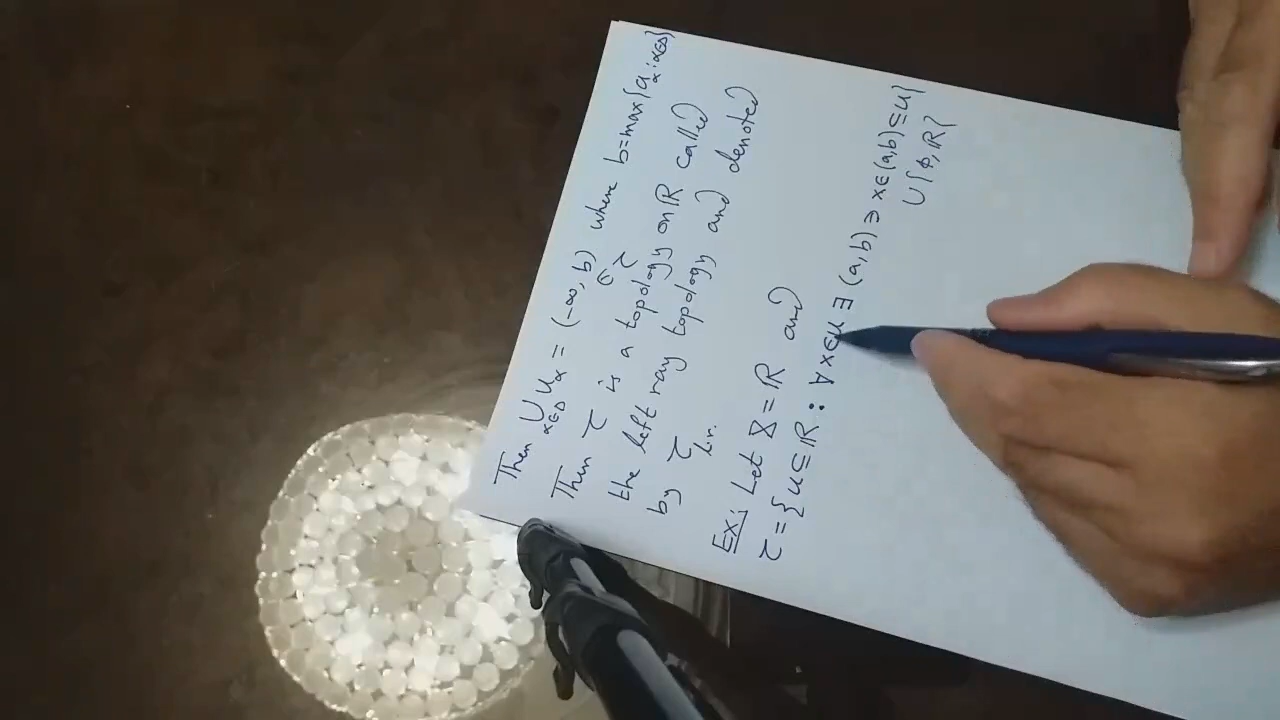 Then ⋃_{α∈Δ} U_α = (-∞, b) where b = max{a_α : α∈Δ}
∈ τ
Then τ is a topology on ℝ called
the left ray topology and denoted
by τ_{l.r.}
Ex: Let X = ℝ and
τ = {U ⊆ ℝ : ∀ x∈U ∃ (a,b) ∋ x∈(a,b) ⊆ U}
∪ {φ, ℝ}